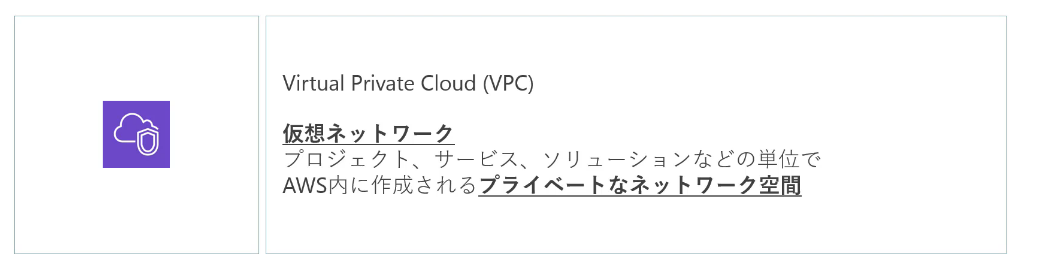 Virtual Private Cloud (VPC)
仮想ネットワーク
プロジェクト、サービス、ソリューションなどの単位で
AWS内に作成されるプライベートなネットワーク空間